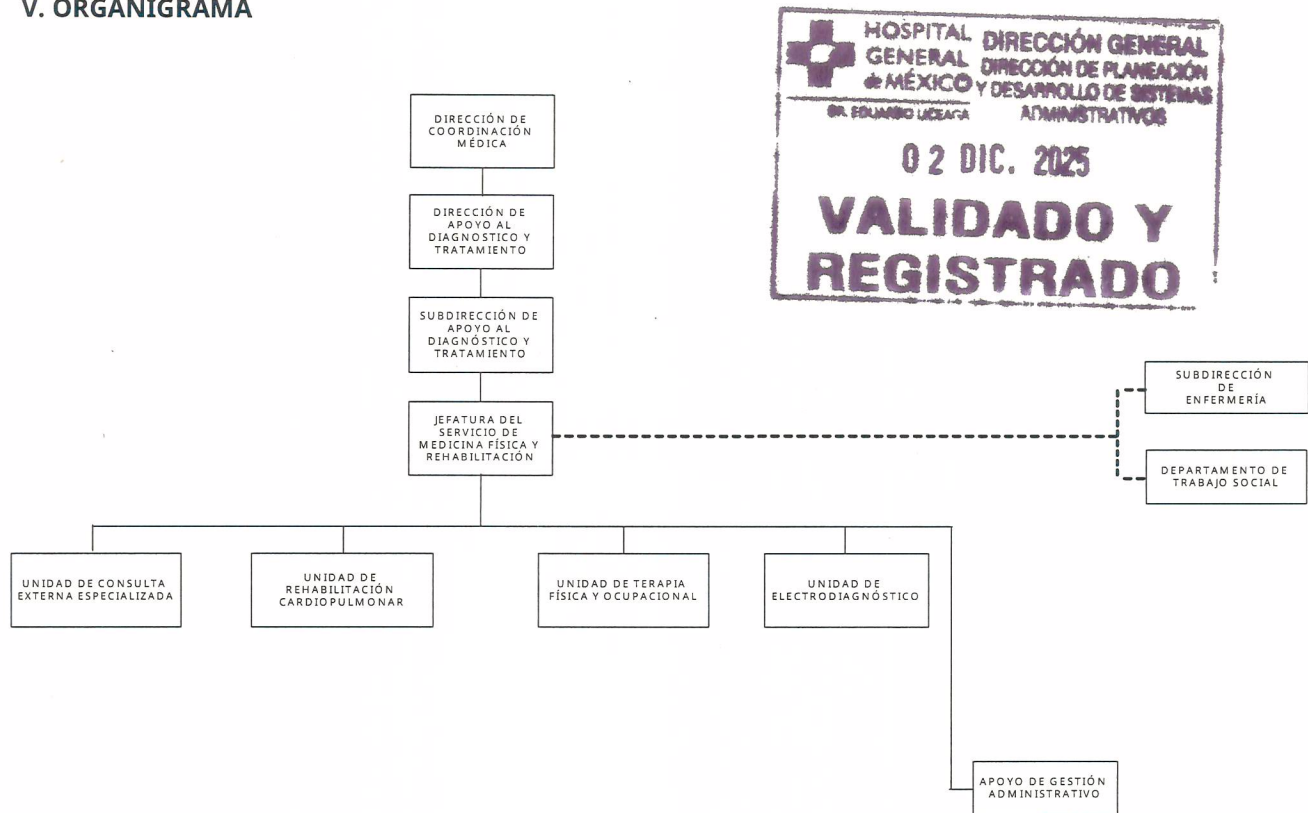 V. ORGANIGRAMA
HOSPITAL
GENERAL
de MÉXICO
DR. EDUARDO LICEAGA
DIRECCIÓN GENERAL
DIRECCIÓN DE PLANEACIÓN
Y DESARROLLO DE SISTEMAS
ADMINISTRATIVOS
02 DIC. 2025
VALIDADO Y
REGISTRADO
DIRECCIÓN DE
COORDINACIÓN
MÉDICA
DIRECCIÓN DE
APOYO AL
DIAGNOSTICO Y
TRATAMIENTO
SUBDIRECCIÓN DE
APOYO AL
DIAGNÓSTICO Y
TRATAMIENTO
JEFATURA DEL
SERVICIO DE
MEDICINA FÍSICA Y
REHABILITACIÓN
SUBDIRECCIÓN
DE
ENFERMERÍA
DEPARTAMENTO DE
TRABAJO SOCIAL
UNIDAD DE CONSULTA
EXTERNA ESPECIALIZADA
UNIDAD DE
REHABILITACIÓN
CARDIOPULMONAR
UNIDAD DE TERAPIA
FÍSICA Y OCUPACIONAL
UNIDAD DE
ELECTRODIAGNÓSTICO
APOYO DE GESTIÓN
ADMINISTRATIVO